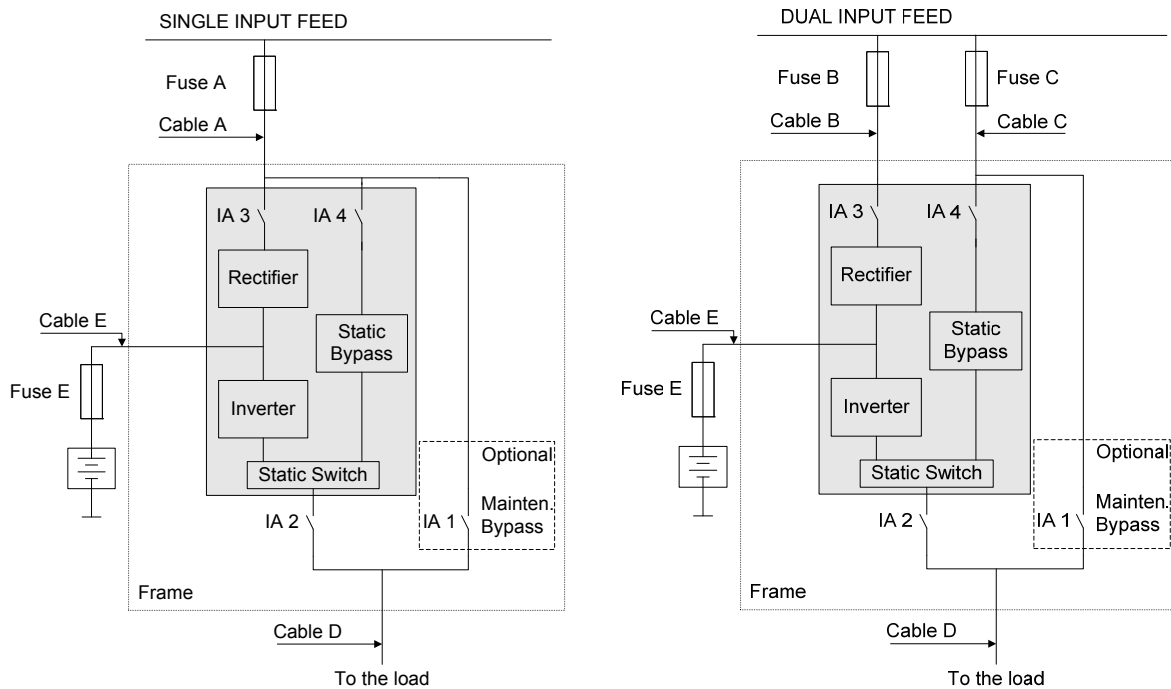 SINGLE INPUT FEED
Fuse A
Cable A
IA 3
IA 4
Rectifier
Cable E
Static
Bypass
Fuse E
Inverter
Optional
Static Switch
Mainten.
Bypass
IA 2
IA 1
Frame
Cable D
To the load
DUAL INPUT FEED
Fuse B
Fuse C
Cable B
Cable C
IA 3
IA 4
Rectifier
Cable E
Static
Bypass
Fuse E
Inverter
Optional
Static Switch
Mainten.
Bypass
IA 2
IA 1
Frame
Cable D
To the load